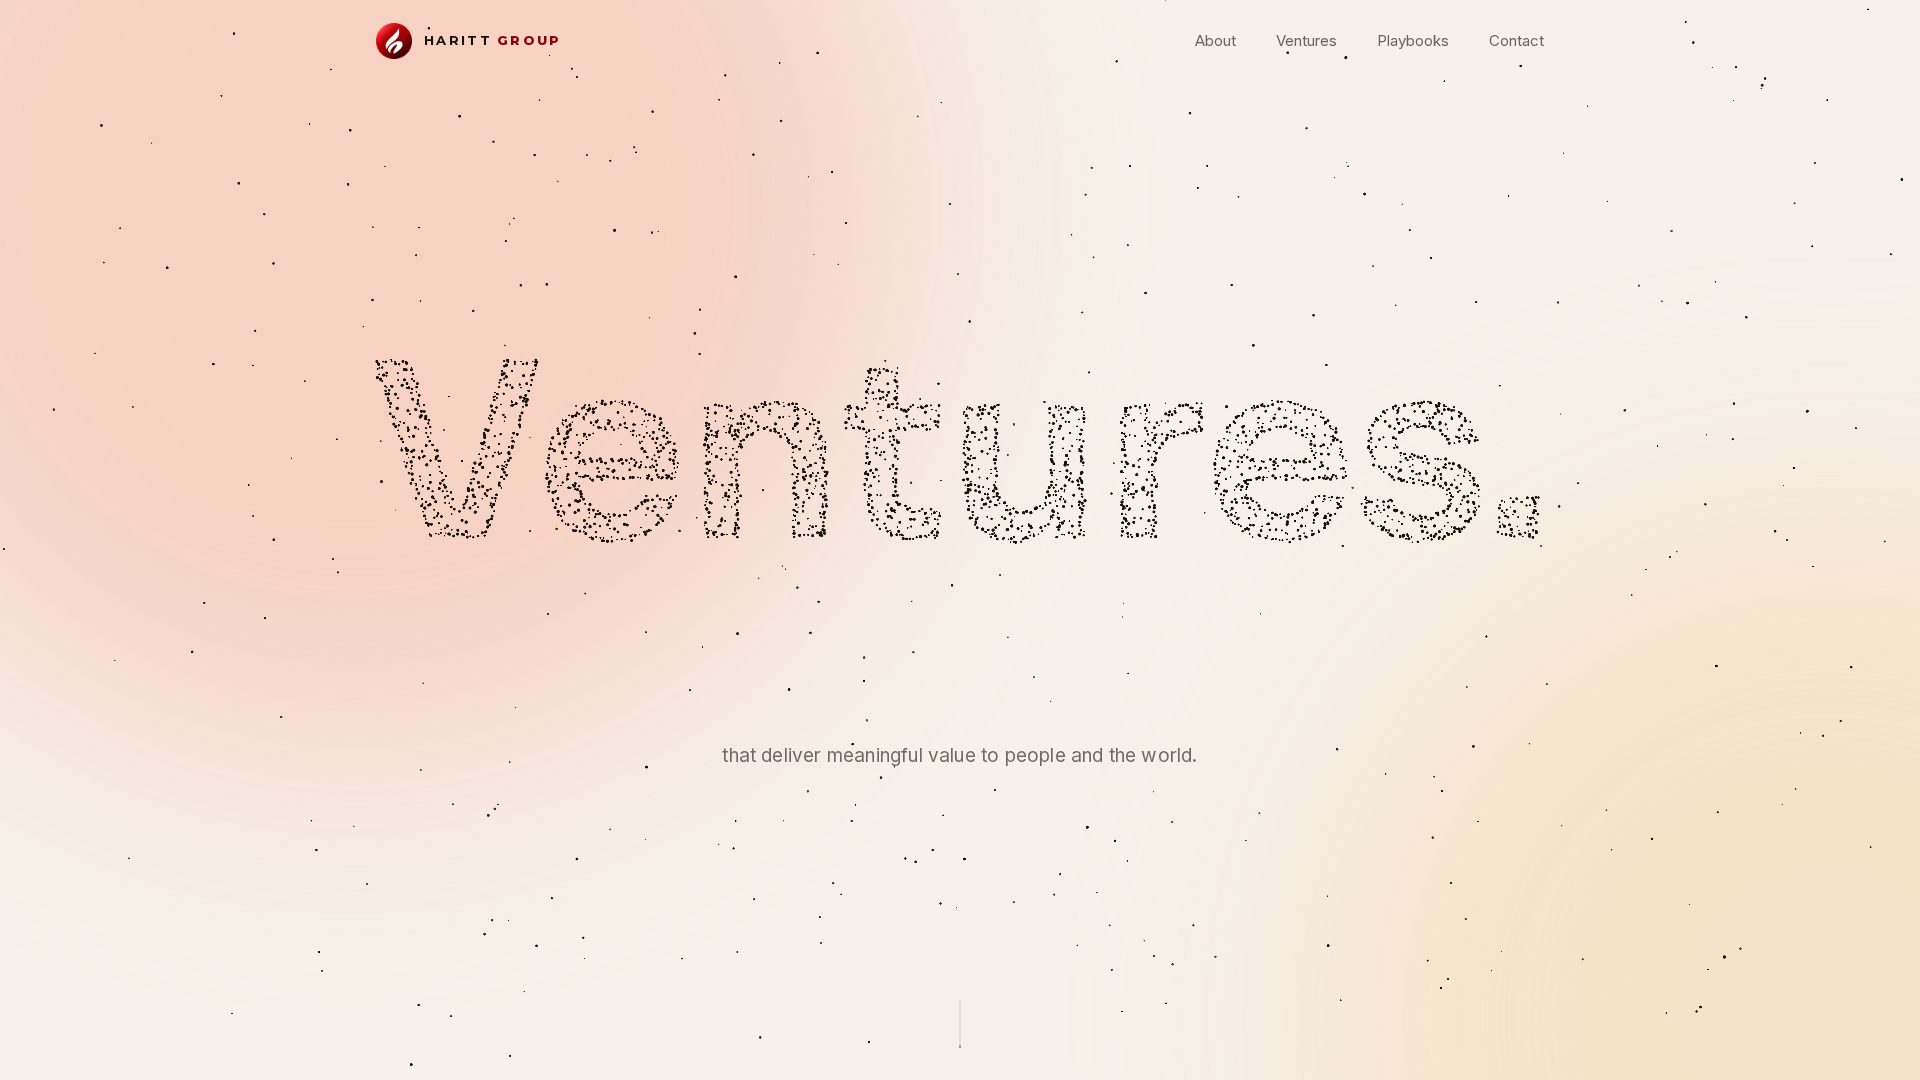 HARITT GROUP
About Ventures Playbooks Contact
Ventures.
that deliver meaningful value to people and the world.